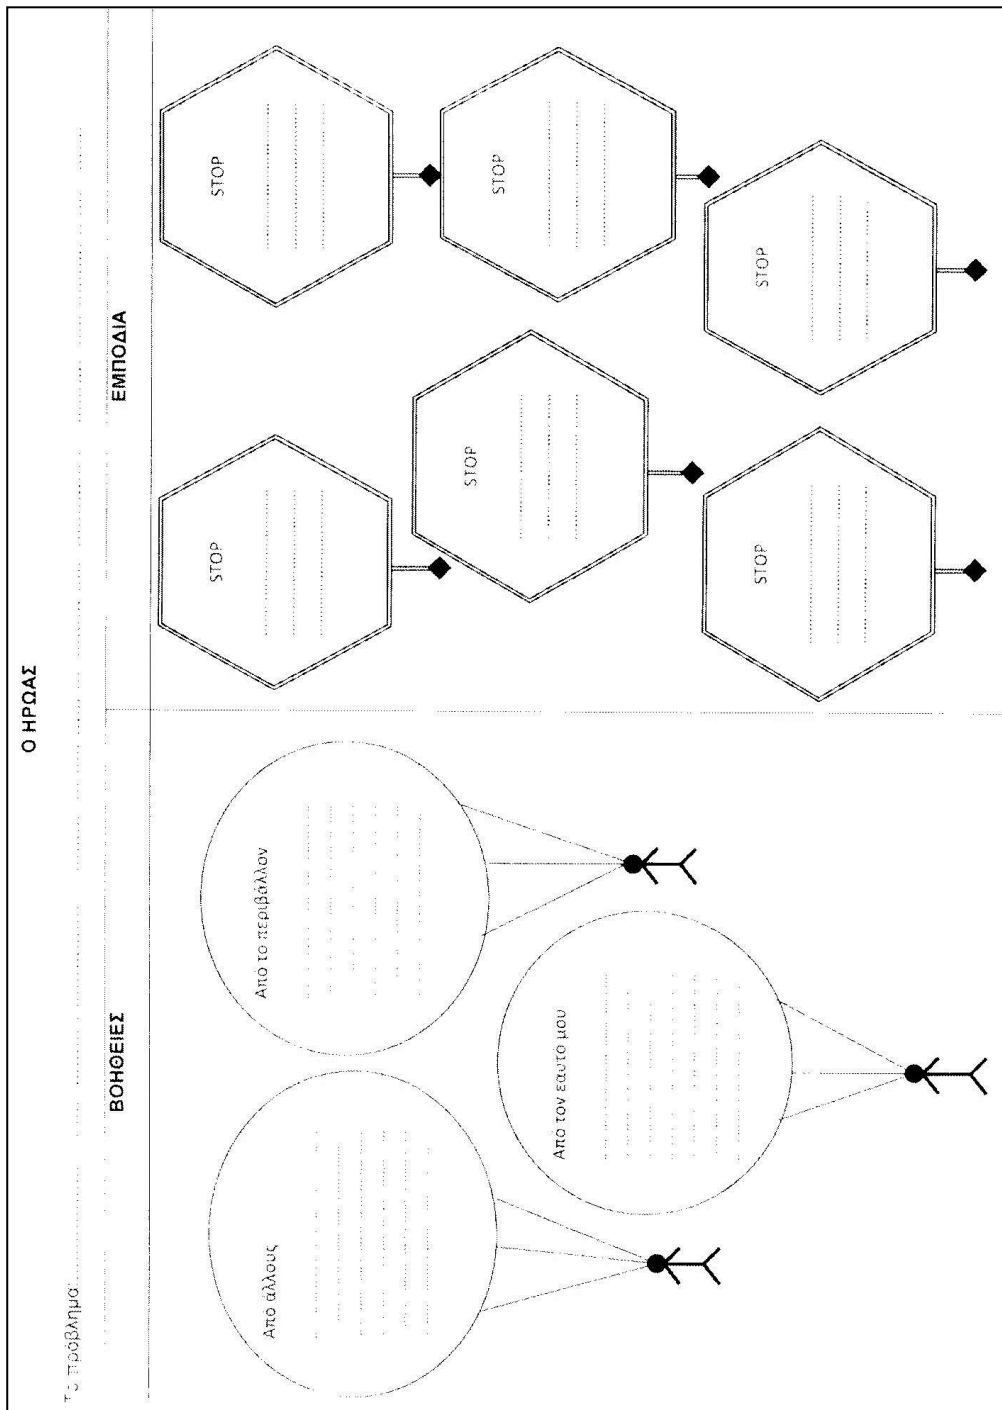 Ο ΗΡΩΑΣ
Το πρόβλημα:
ΒΟΗΘΕΙΕΣ
ΕΜΠΟΔΙΑ
Από άλλους
Από το περιβάλλον
Από τον εαυτό μου
STOP
STOP
STOP
STOP
STOP
STOP